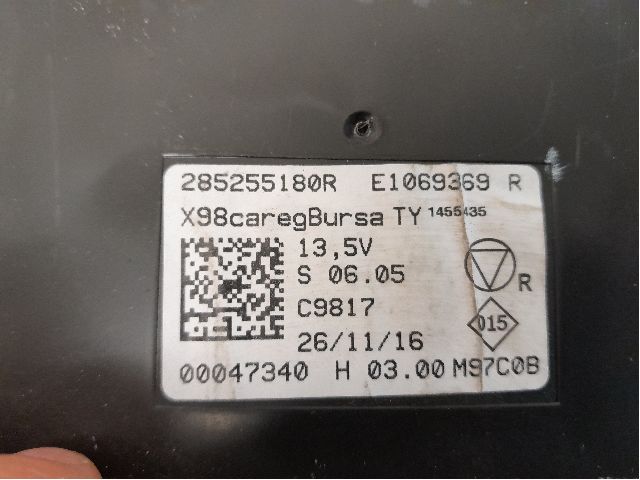 285255180R E1069369 R
X98caregBursa TY 1455435
13,5V
S 06.05
R
C9817
015
26/11/16
00047340 H 03.00 M97C0B